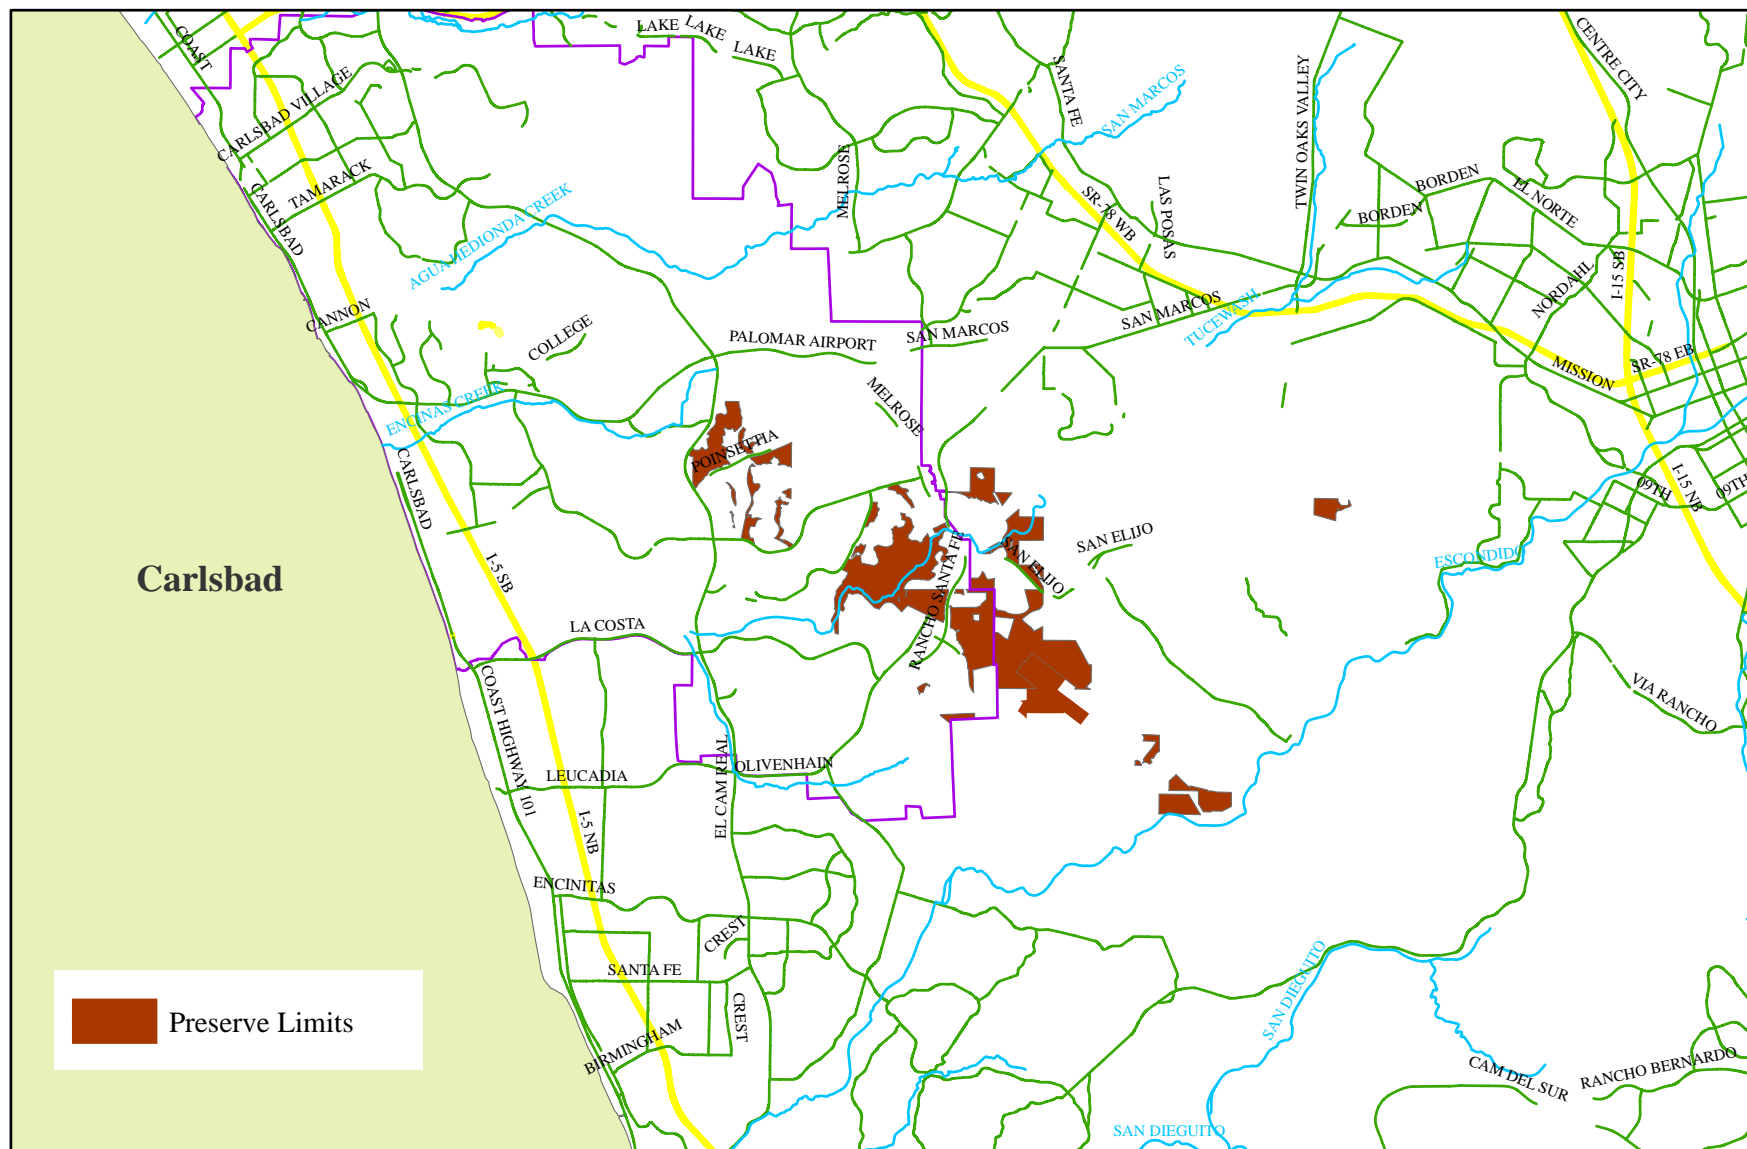 COAST
LAKE
LAKE
LAKE
SANTA FE
SAN MARCOS
TWIN OAKS VALLEY
CENTRE CITY
CARLSBAD VILLAGE
TAMARACK
CARLSBAD
AGUA HEDIONDA CREEK
MELROSE
SR-78 WB
LAS POSAS
BORDEN
BORDEN
EL NORTE
NORDAHL
I-15 SB
CANNON
COLLEGE
PALOMAR AIRPORT
SAN MARCOS
SAN MARCOS
TUCEWASH
MISSION
SR-78 EB
ENCINAS CREEK
MELROSE
POINSETTIA
CARLSBAD
I-15 NB
09TH
09TH
I-5 SB
SAN ELIJO
SAN ELIJO
ESCONDIDO
RANCHO SANTA FE
Carlsbad
LA COSTA
COAST HIGHWAY 101
VIA RANCHO
EL CAM REAL
OLIVENHAIN
LEUCADIA
I-5 NB
ENCINITAS
CREST
SANTA FE
CREST
BIRMINGHAM
SAN DIEGUITO
CAM DEL SUR
RANCHO BERNARDO
SAN DIEGUITO
Preserve Limits